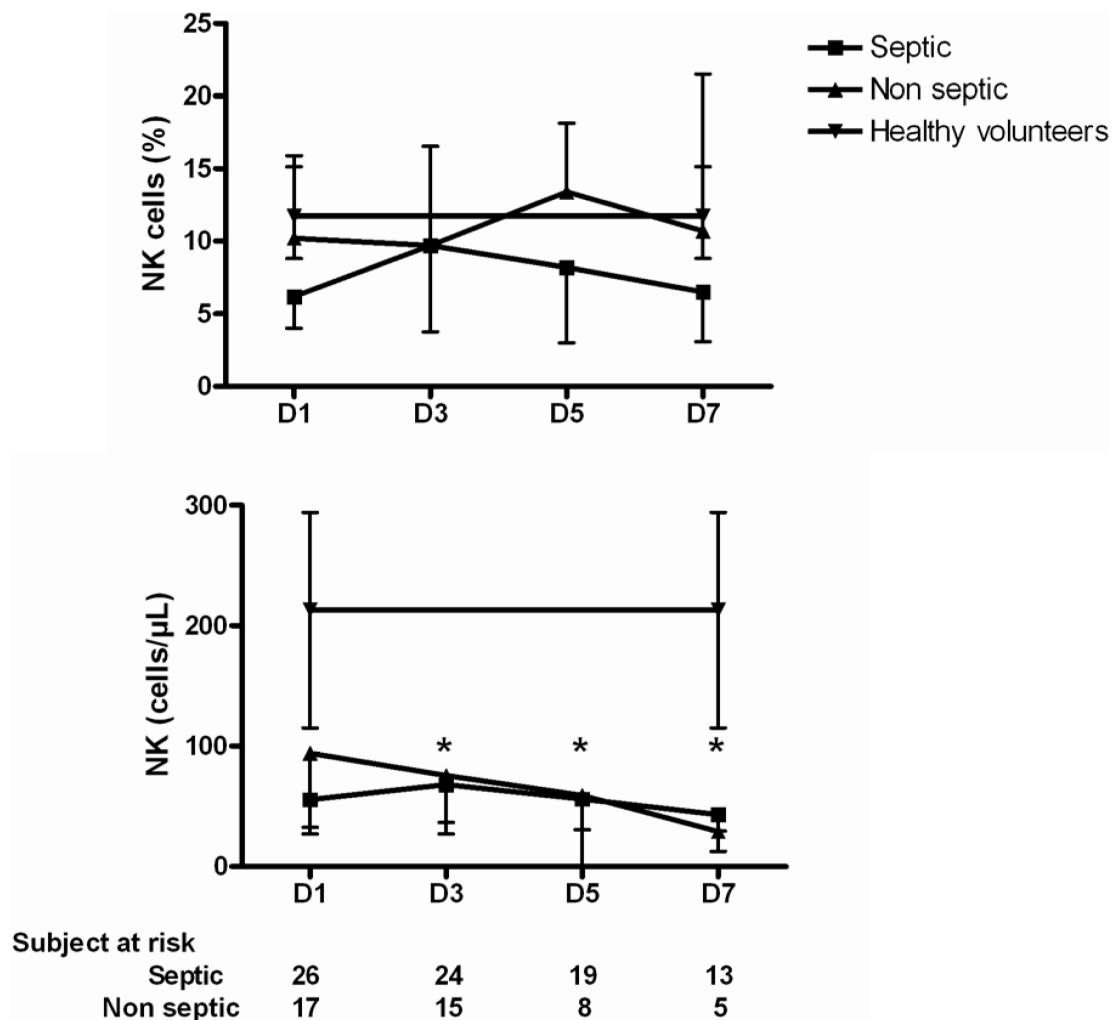 25
20
15
10
5
0
NK cells (%)
D1 D3 D5 D7
Septic
Non septic
Healthy volunteers
300
200
100
0
NK (cells/µL)
* * *
D1 D3 D5 D7
Subject at risk
Septic 26 24 19 13
Non septic 17 15 8 5